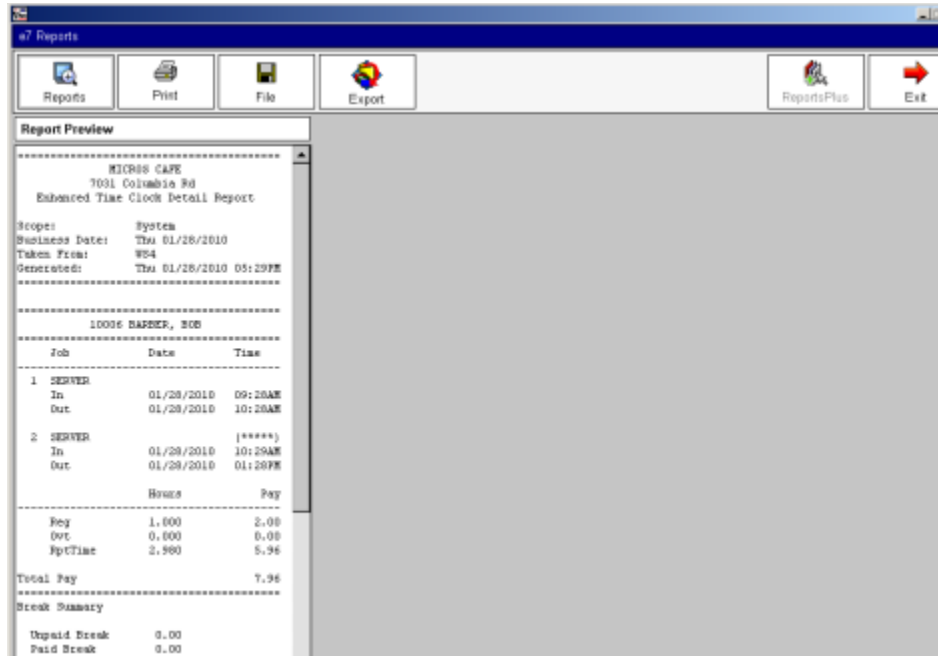 e7 Reports
Reports Print File Export ReportsPlus Exit
Report Preview
MICROS CAFE
7031 Columbia Rd
Enhanced Time Clock Detail Report
Scope: System
Business Date: Thu 01/28/2010
Taken From: WS4
Generated: Thu 01/28/2010 05:29PM
10006 BARBER, BOB
Job Date Time
1 SERVER
In 01/28/2010 09:28AM
Out 01/28/2010 10:28AM
2 SERVER (*****)
In 01/28/2010 10:29AM
Out 01/28/2010 01:28PM
Hours Pay
Reg 1.000 2.00
Ovt 0.000 0.00
RptTime 2.980 5.96
Total Pay 7.96
Break Summary
Unpaid Break 0.00
Paid Break 0.00